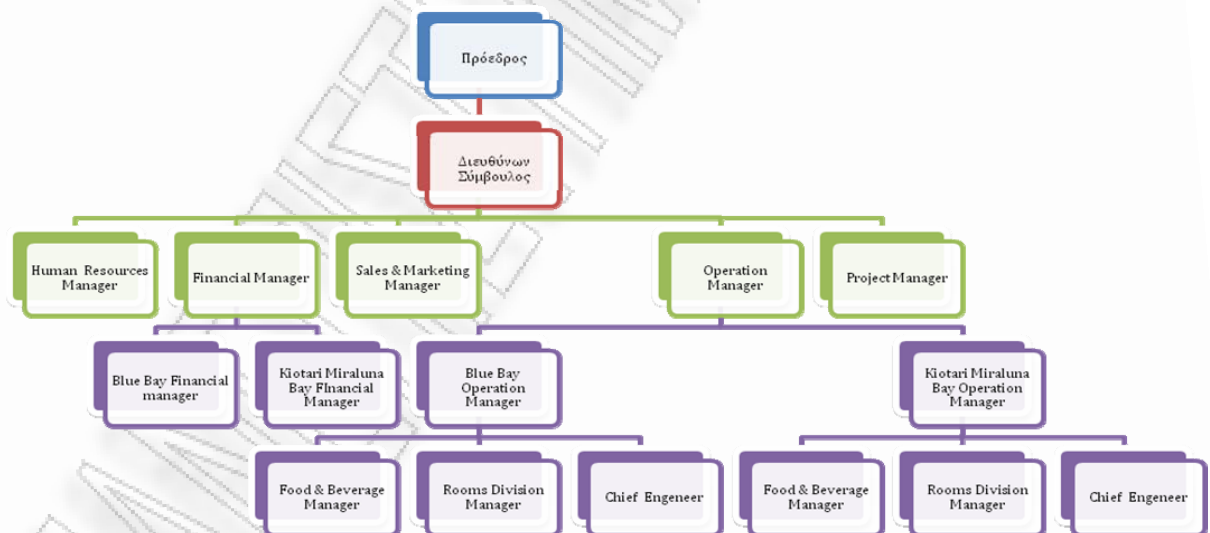 Πρόεδρος
Διευθύνων
Σύμβουλος
Human Resources
Manager
Financial Manager
Sales & Marketing
Manager
Operation
Manager
Project Manager
Blue Bay Financial
manager
Kiotari Miraluna
Bay FInancial
Manager
Blue Bay
Operation
Manager
Kiotari Miraluna
Bay Operation
Manager
Food & Beverage
Manager
Rooms Division
Manager
Chief Engeneer
Food & Beverage
Manager
Rooms Division
Manager
Chief Engeneer